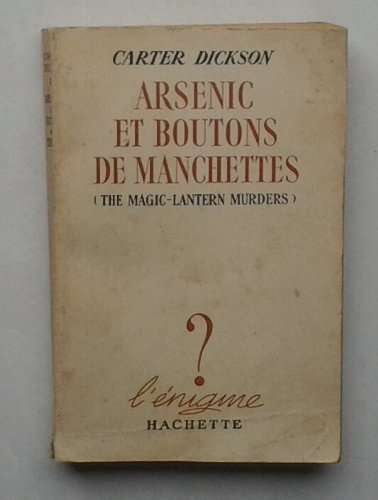 CARTER DICKSON
ARSENIC
ET BOUTONS
DE MANCHETTES
(THE MAGIC-LANTERN MURDERS)
?
l'énigme
HACHETTE